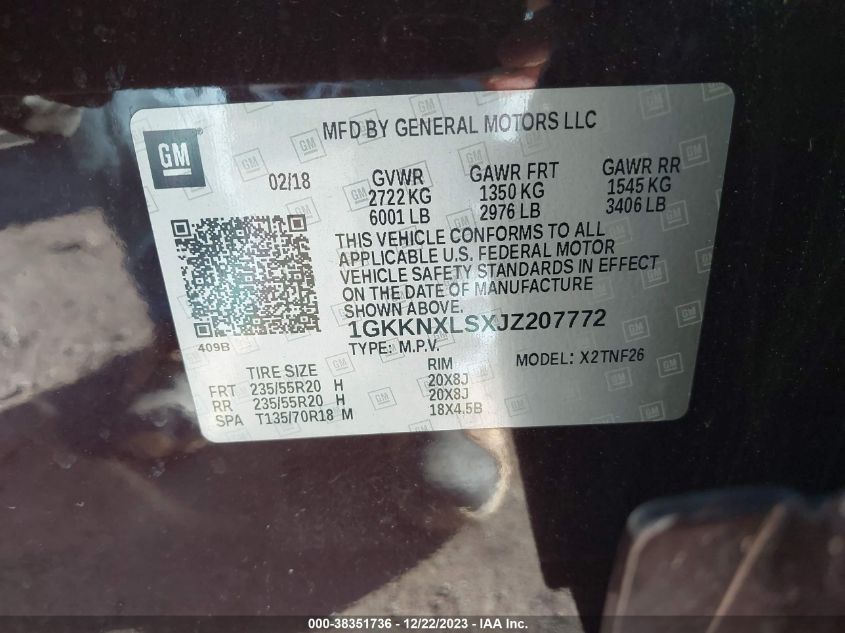 MFD BY GENERAL MOTORS LLC
GM
02/18
GVWR
2722 KG
6001 LB
GAWR FRT
1350 KG
2976 LB
GAWR RR
1545 KG
3406 LB
THIS VEHICLE CONFORMS TO ALL
APPLICABLE U.S. FEDERAL MOTOR
VEHICLE SAFETY STANDARDS IN EFFECT
ON THE DATE OF MANUFACTURE
SHOWN ABOVE.
409B
1GKKNXLSXJZ207772
TYPE: M.P.V.
MODEL: X2TNF26
TIRE SIZE
RIM
FRT 235/55R20 H 20X8J
RR 235/55R20 H 20X8J
SPA T135/70R18 M 18X4.5B
000-38351736 - 12/22/2023 - IAA Inc.